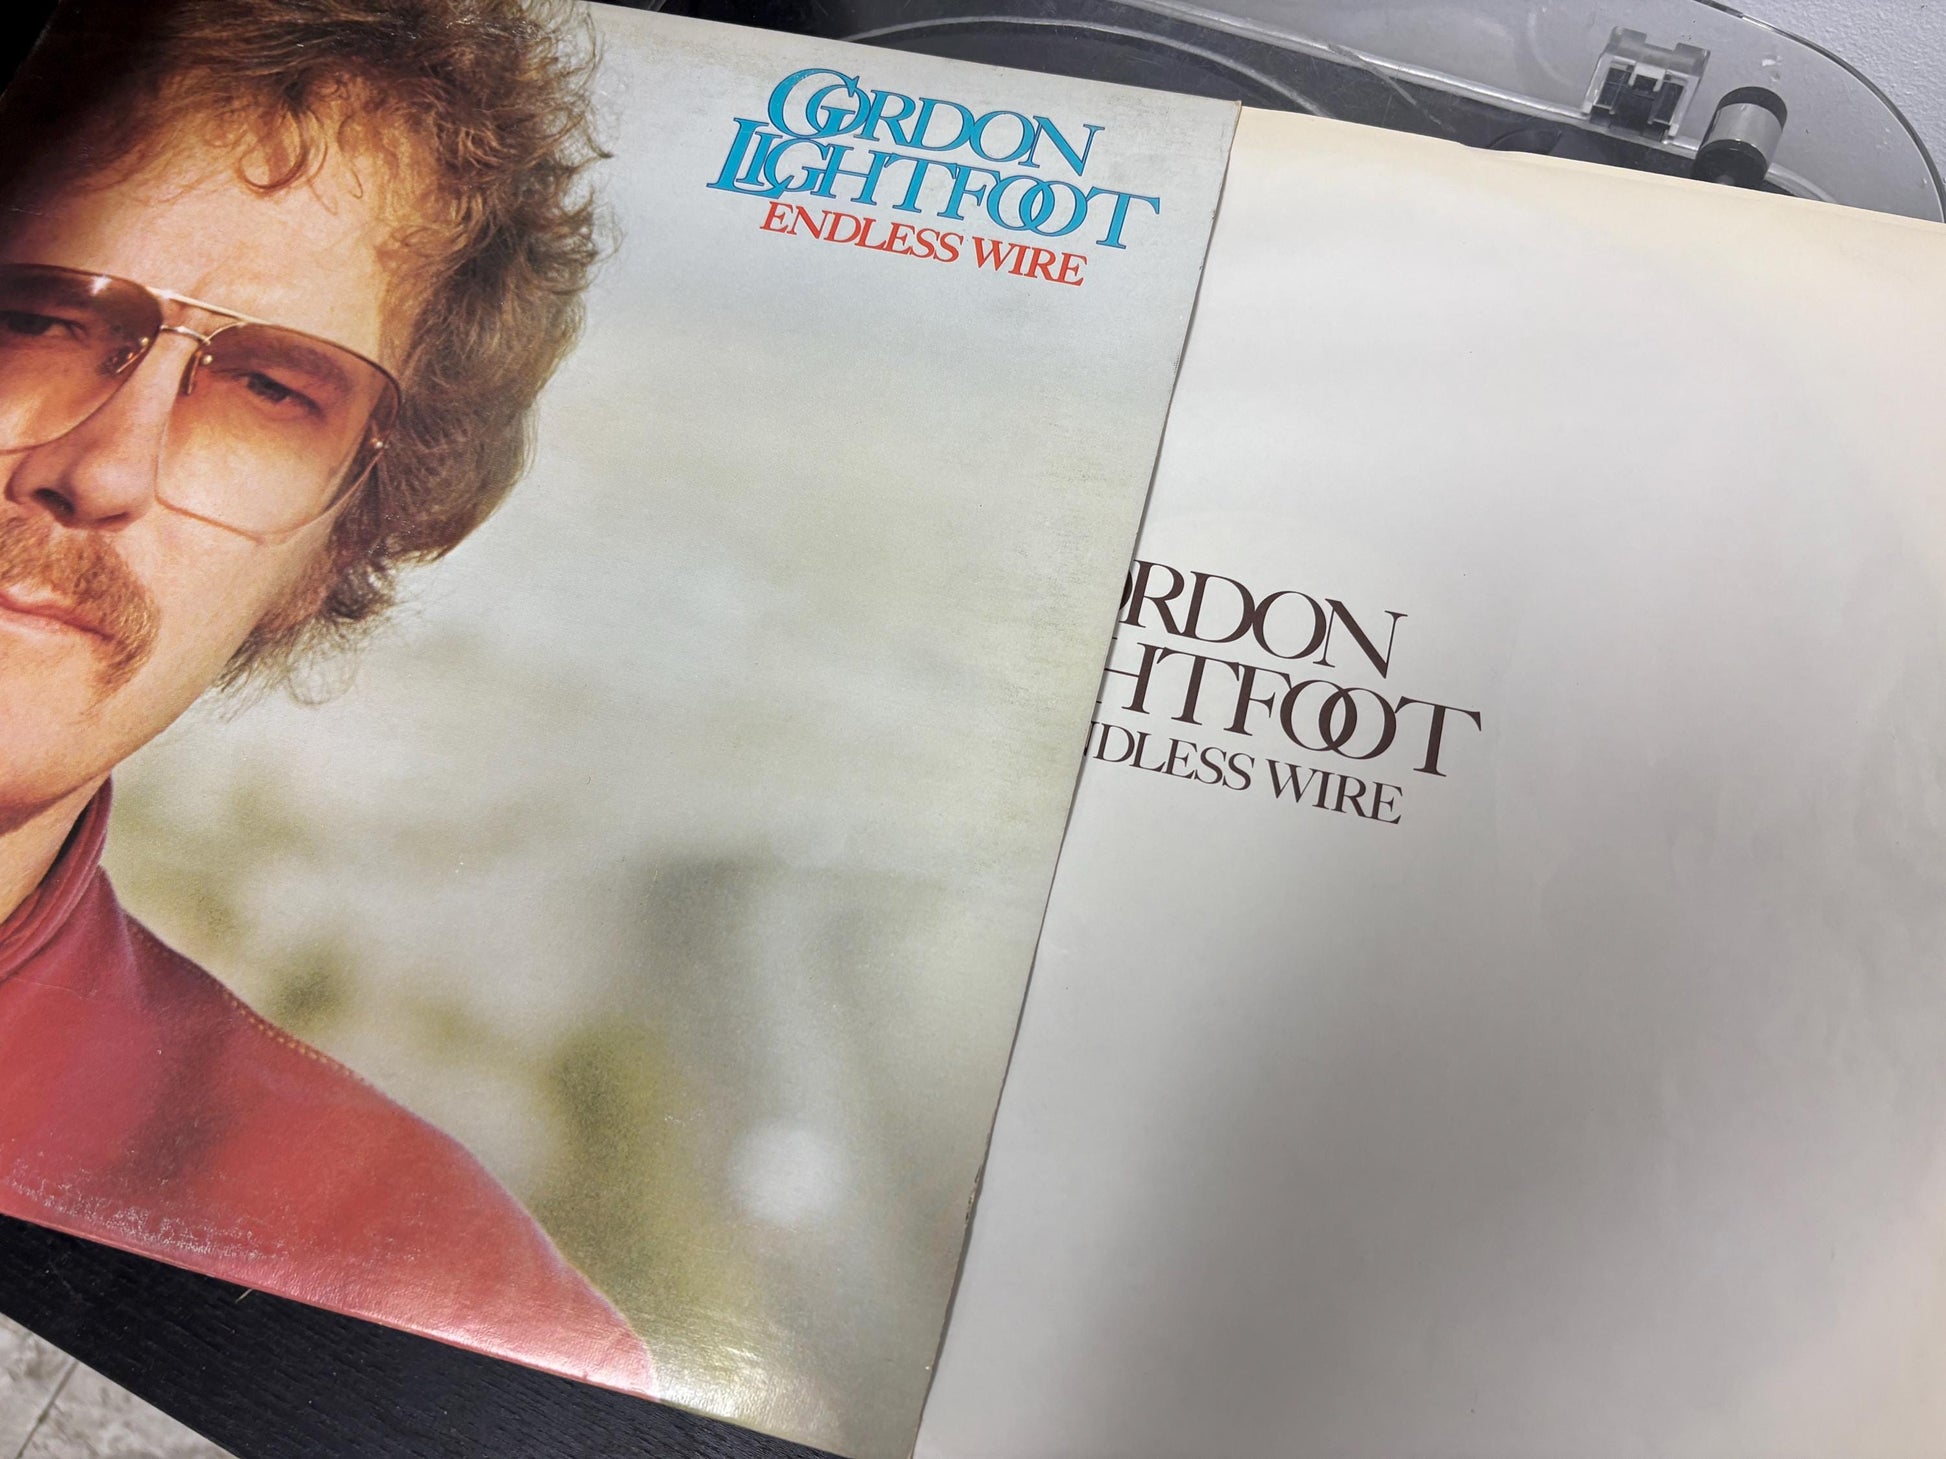 GORDON
LIGHTFOOT
ENDLESS WIRE
ORDON
HTFOOT
NDLESS WIRE